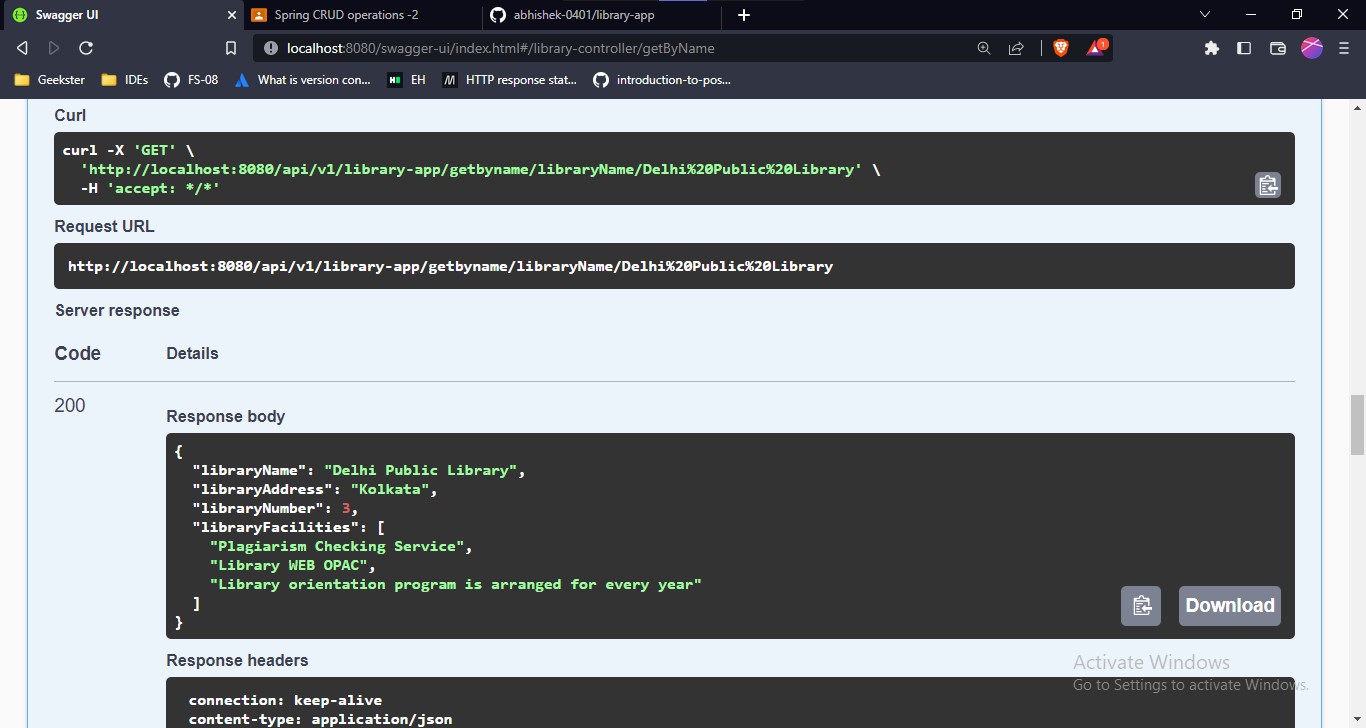 Swagger UI
Spring CRUD operations -2
abhishek-0401/library-app
localhost:8080/swagger-ui/index.html#/library-controller/getByName
1
Geekster
IDEs
FS-08
What is version con...
EH
HTTP response stat...
introduction-to-pos...
Curl
curl -X 'GET' \
'http://localhost:8080/api/v1/library-app/getbyname/libraryName/Delhi%20Public%20Library' \
-H 'accept: */*'
Request URL
http://localhost:8080/api/v1/library-app/getbyname/libraryName/Delhi%20Public%20Library
Server response
Code Details
200
Response body
{
"libraryName": "Delhi Public Library",
"libraryAddress": "Kolkata",
"libraryNumber": 3,
"libraryFacilities": [
"Plagiarism Checking Service",
"Library WEB OPAC",
"Library orientation program is arranged for every year"
]
}
Download
Response headers
Activate Windows
Go to Settings to activate Windows.
connection: keep-alive
content-type: application/json